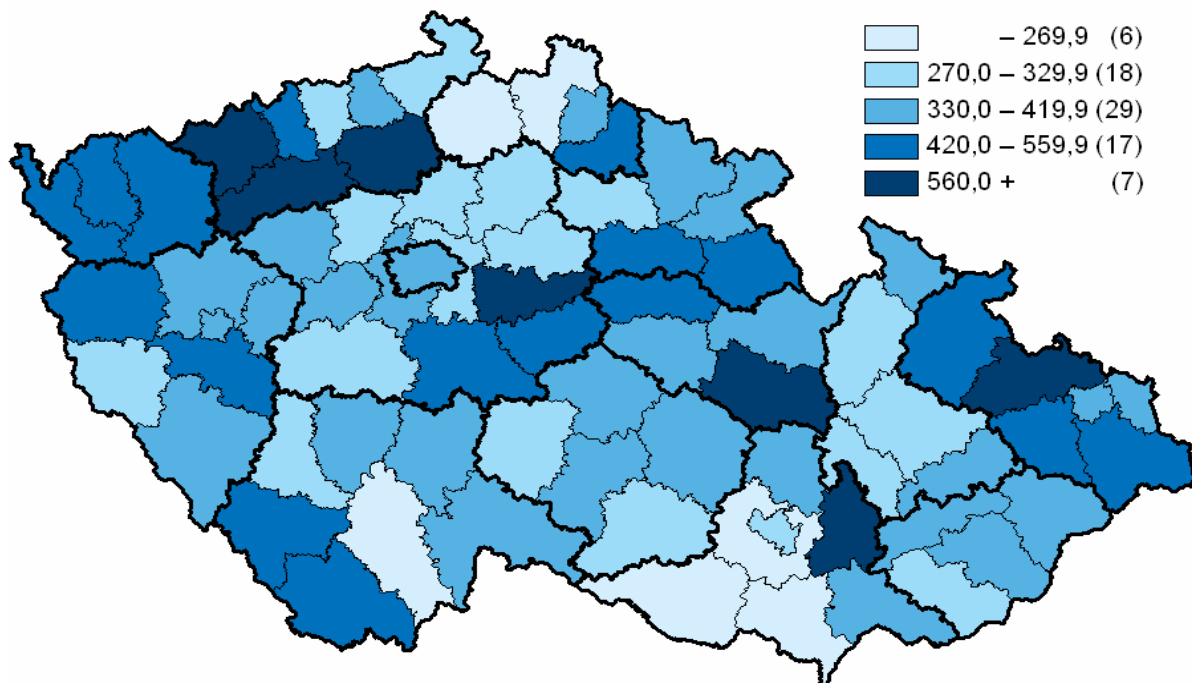 – 269,9 (6)
270,0 – 329,9 (18)
330,0 – 419,9 (29)
420,0 – 559,9 (17)
560,0 + (7)